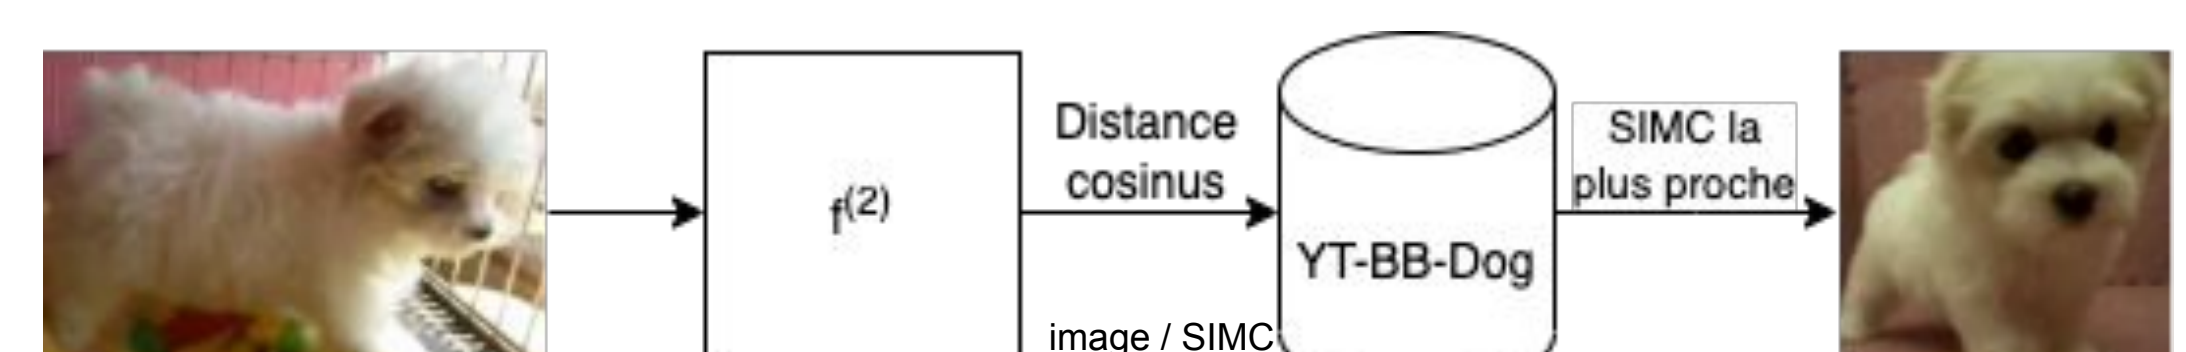 f(2)
Distance
cosinus
image / SIMC
YT-BB-Dog
SIMC la
plus proche